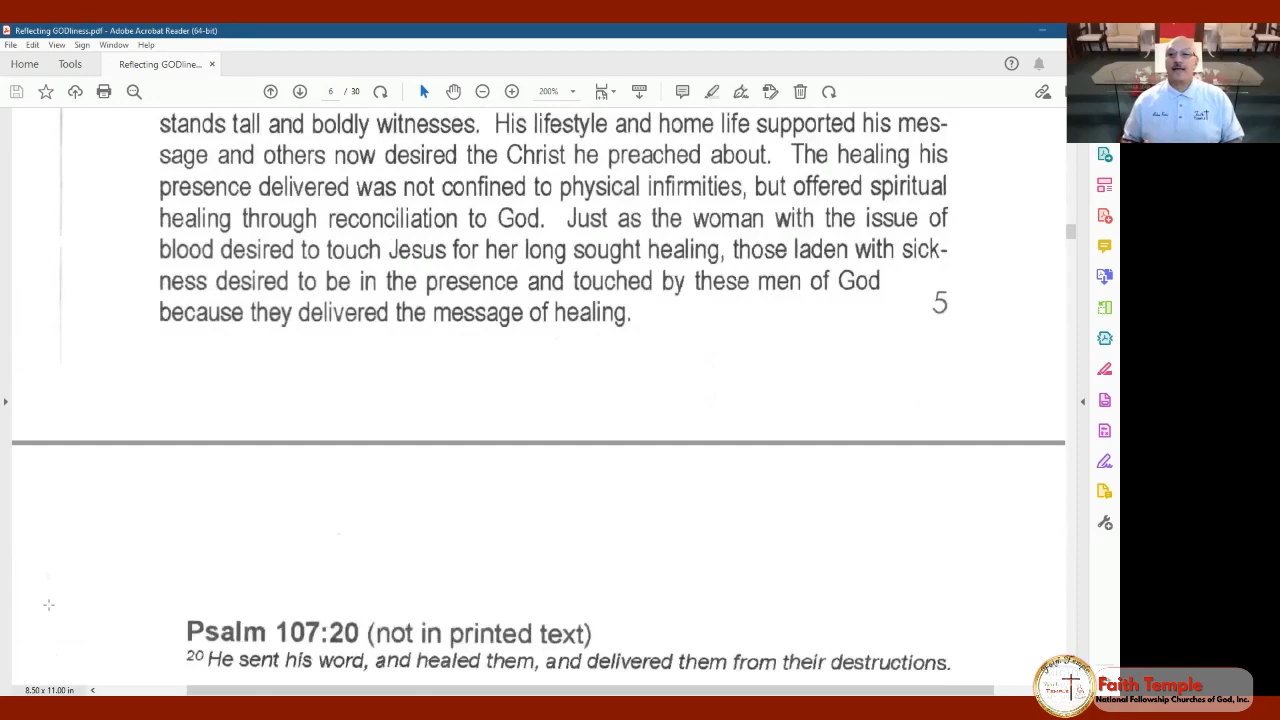 Reflecting GODliness.pdf - Adobe Acrobat Reader (64-bit)
File Edit View Sign Window Help
Home Tools Reflecting GODline... ×
6 / 30 200%
stands tall and boldly witnesses. His lifestyle and home life supported his mes-
sage and others now desired the Christ he preached about. The healing his
presence delivered was not confined to physical infirmities, but offered spiritual
healing through reconciliation to God. Just as the woman with the issue of
blood desired to touch Jesus for her long sought healing, those laden with sick-
ness desired to be in the presence and touched by these men of God
because they delivered the message of healing.
5
Psalm 107:20 (not in printed text)
20 He sent his word, and healed them, and delivered them from their destructions.
8.50 x 11.00 in
Faith Temple
National Fellowship Churches of God, Inc.